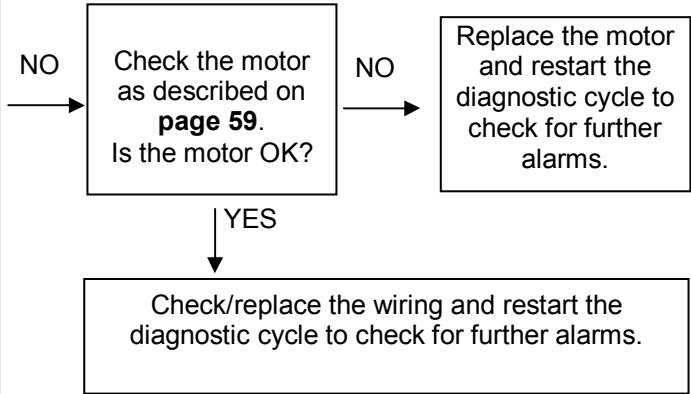 NO
Check the motor
as described on
page 59.
Is the motor OK?
NO
Replace the motor
and restart the
diagnostic cycle to
check for further
alarms.
YES
Check/replace the wiring and restart the
diagnostic cycle to check for further alarms.